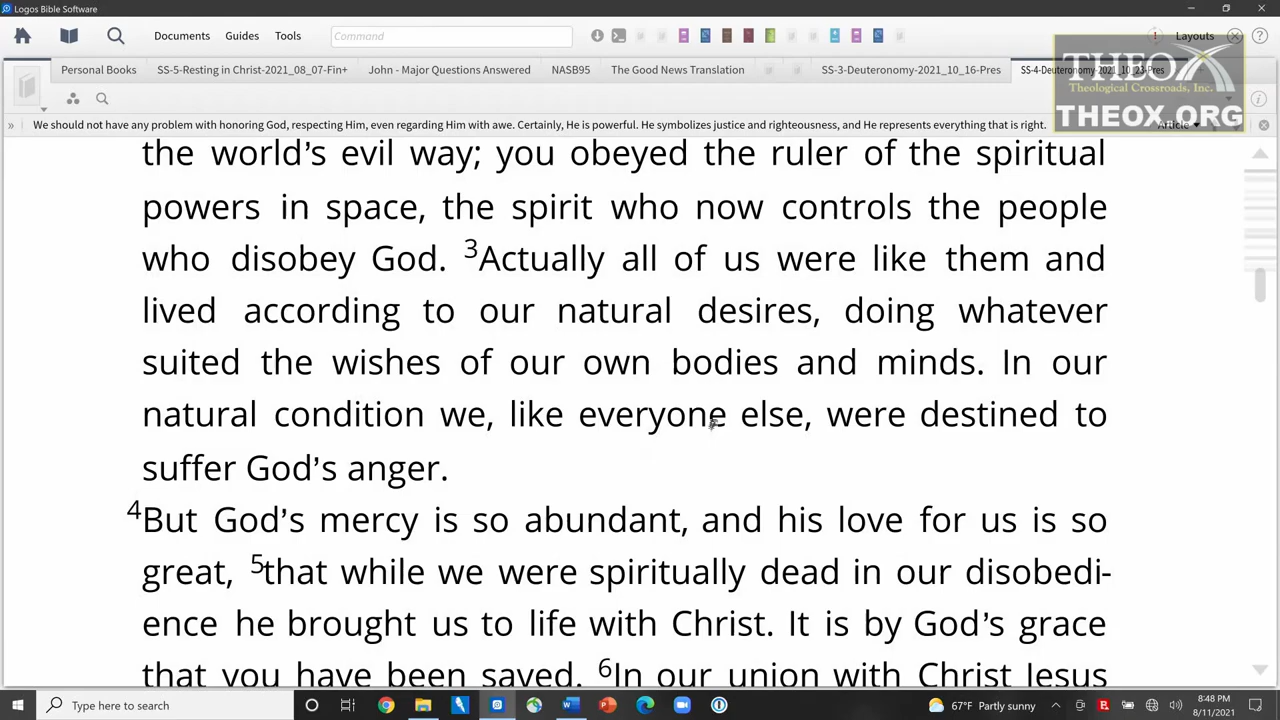 Logos Bible Software
Documents Guides Tools Command Layouts
Personal Books SS-5-Resting in Christ-2021_08_07-Fin+ s Answered NASB95 The Good News Translation SS-3-Deuteronomy-2021_10_16-Pres SS-4-Deuteronomy-2021_10_23-Pres
THEOX
Theological Crossroads, Inc.
THEOX.ORG
» We should not have any problem with honoring God, respecting Him, even regarding Him with awe. Certainly, He is powerful. He symbolizes justice and righteousness, and He represents everything that is right. Article
the world’s evil way; you obeyed the ruler of the spiritual
powers in space, the spirit who now controls the people
who disobey God. 3Actually all of us were like them and
lived according to our natural desires, doing whatever
suited the wishes of our own bodies and minds. In our
natural condition we, like everyone else, were destined to
suffer God’s anger.
4But God’s mercy is so abundant, and his love for us is so
great, 5that while we were spiritually dead in our disobedi-
ence he brought us to life with Christ. It is by God’s grace
that you have been saved. 6In our union with Christ Jesus
Type here to search 67°F Partly sunny 8:48 PM
8/11/2021